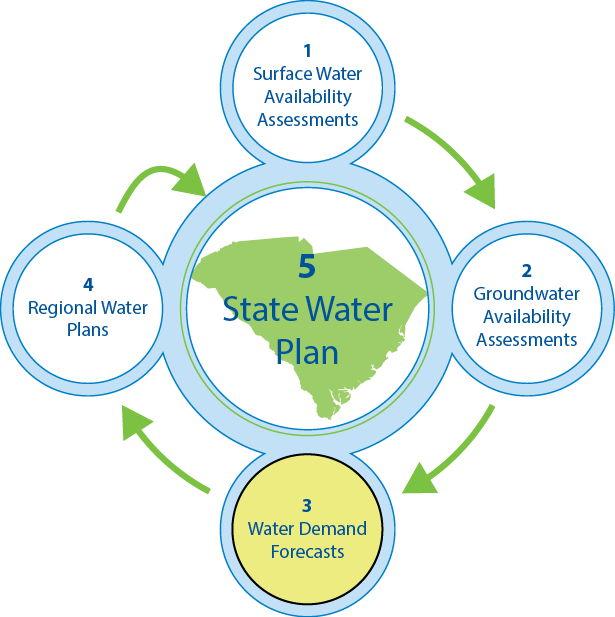 1
Surface Water
Availability
Assessments
2
Groundwater
Availability
Assessments
3
Water Demand
Forecasts
4
Regional Water
Plans
5
State Water
Plan